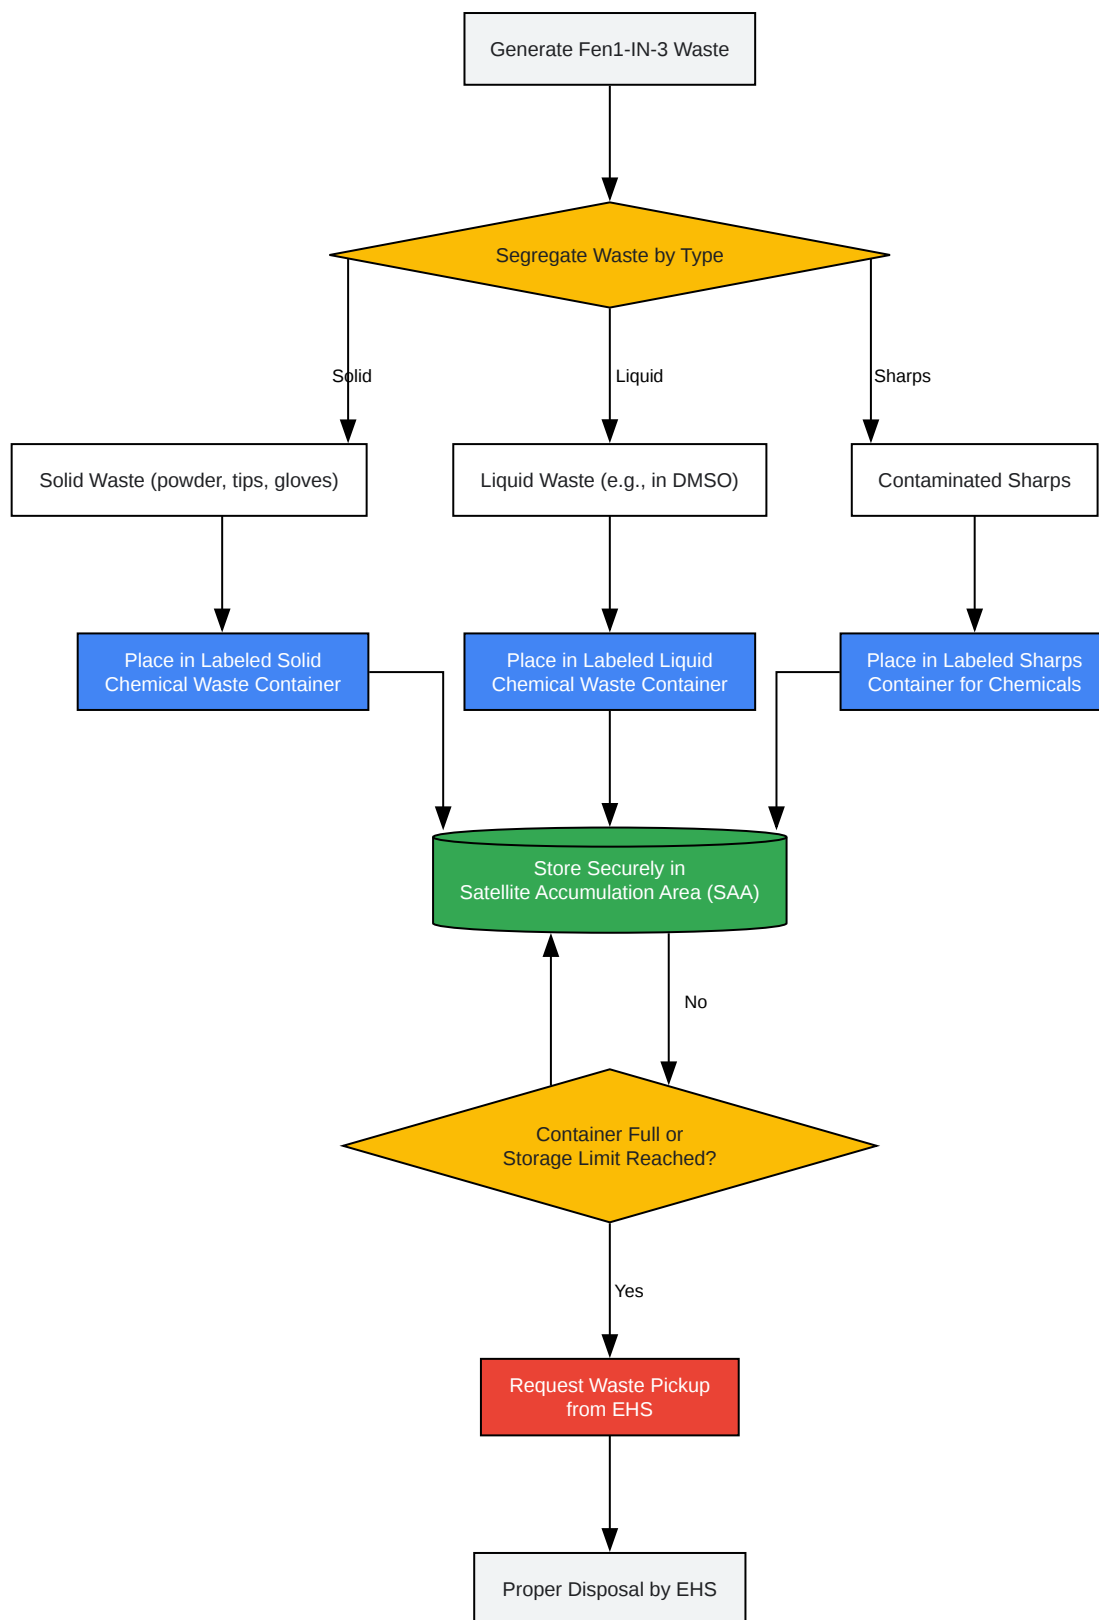 Generate Fen1-IN-3 Waste
Segregate Waste by Type
Solid
Liquid
Sharps
Solid Waste (powder, tips, gloves)
Liquid Waste (e.g., in DMSO)
Contaminated Sharps
Place in Labeled Solid
Chemical Waste Container
Place in Labeled Liquid
Chemical Waste Container
Place in Labeled Sharps
Container for Chemicals
Store Securely in
Satellite Accumulation Area (SAA)
No
Container Full or
Storage Limit Reached?
Yes
Request Waste Pickup
from EHS
Proper Disposal by EHS